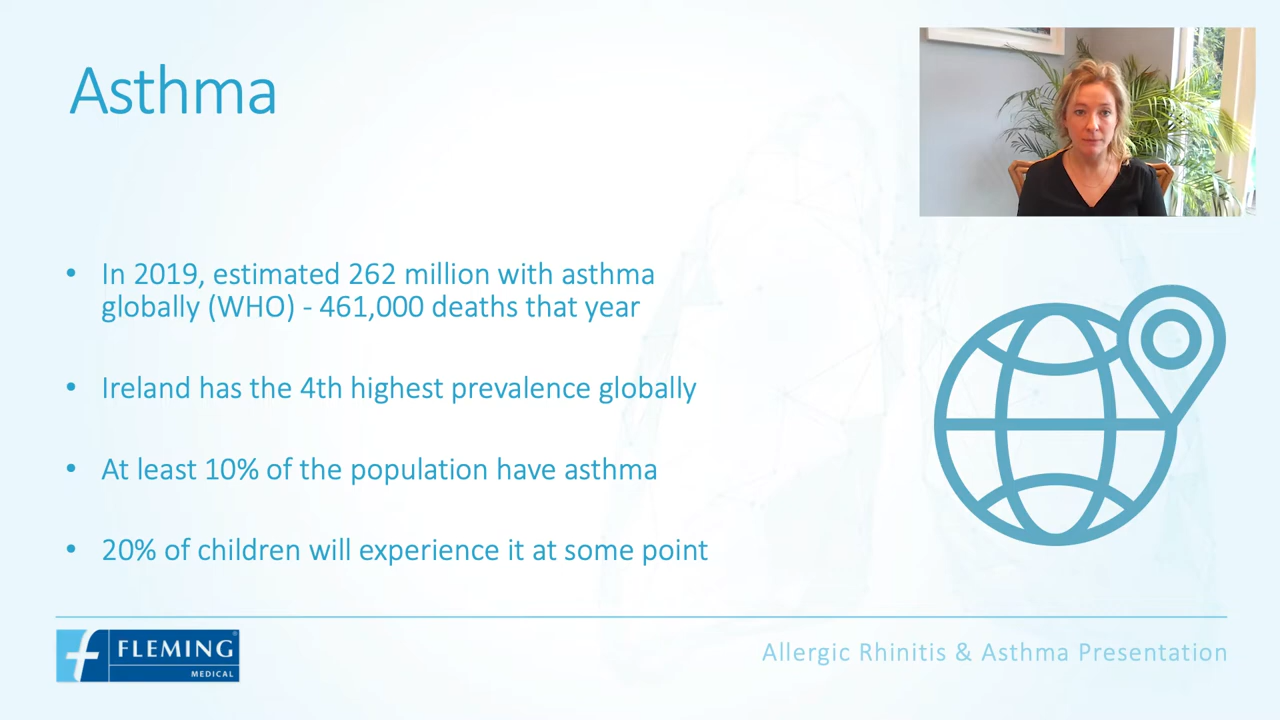 Asthma
• In 2019, estimated 262 million with asthma
globally (WHO) - 461,000 deaths that year
• Ireland has the 4th highest prevalence globally
• At least 10% of the population have asthma
• 20% of children will experience it at some point
FLEMING®
MEDICAL
Allergic Rhinitis & Asthma Presentation